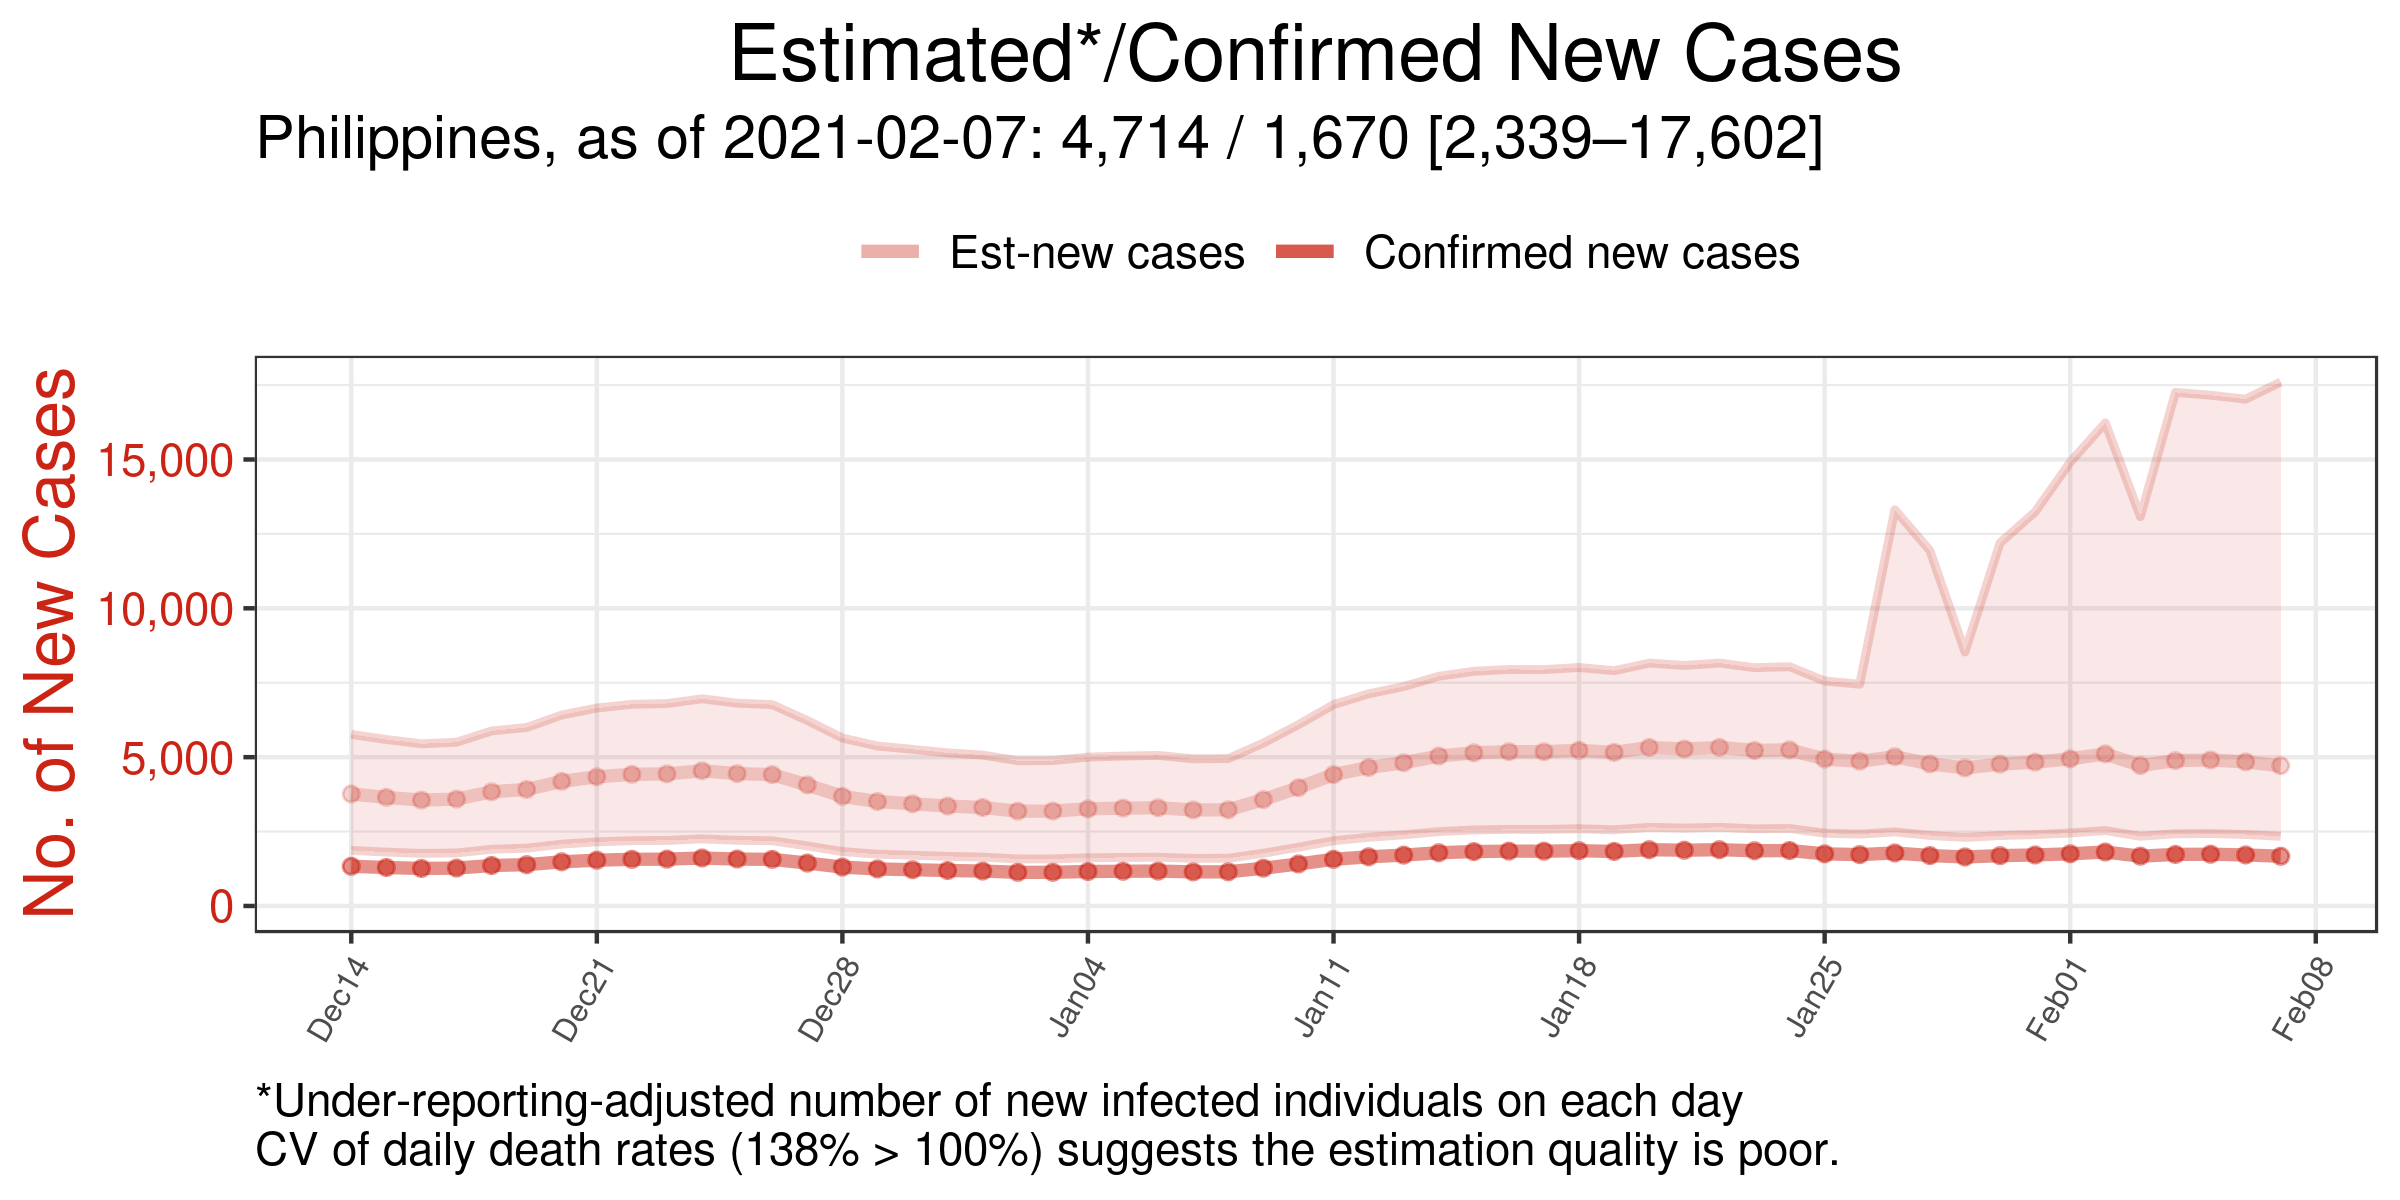 Estimated*/Confirmed New Cases
Philippines, as of 2021-02-07: 4,714 / 1,670 [2,339–17,602]
Est-new cases
Confirmed new cases
No. of New Cases
15,000
10,000
5,000
0
Dec14
Dec21
Dec28
Jan04
Jan11
Jan18
Jan25
Feb01
Feb08
*Under-reporting-adjusted number of new infected individuals on each day
CV of daily death rates (138% > 100%) suggests the estimation quality is poor.